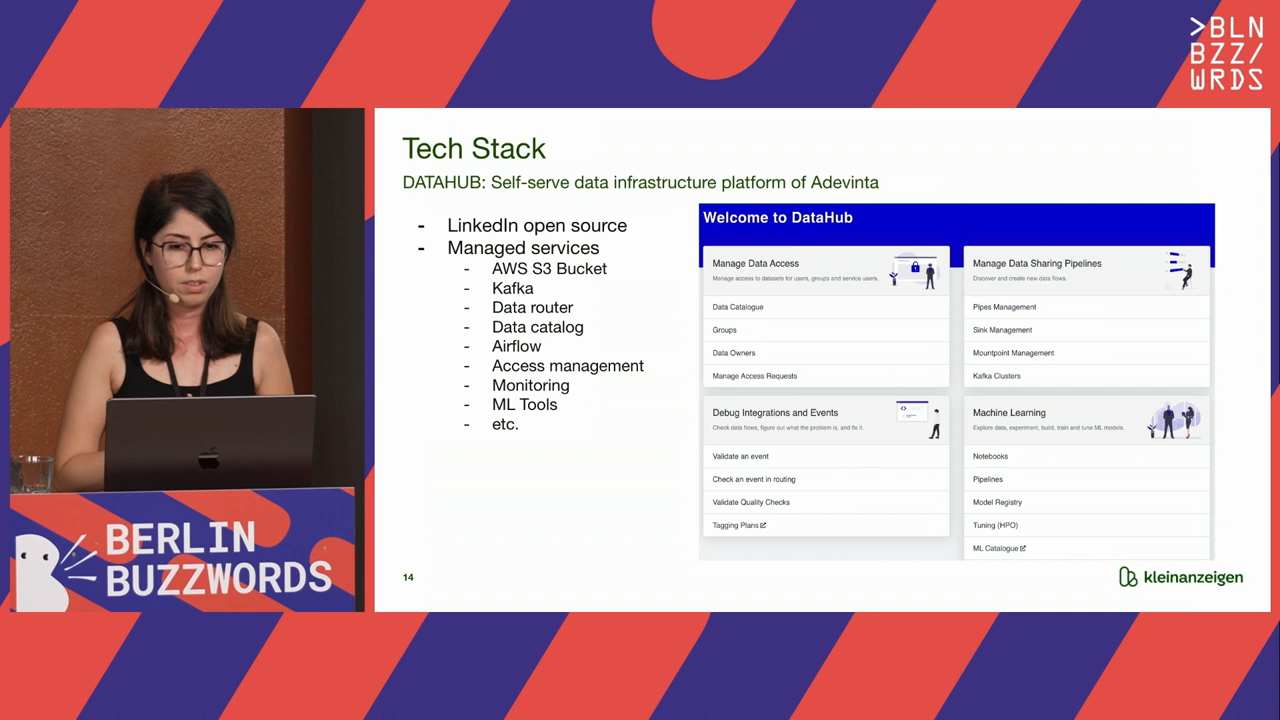 >BLN
BZZ/
WRDS
Tech Stack
DATAHUB: Self-serve data infrastructure platform of Adevinta
- LinkedIn open source
- Managed services
- AWS S3 Bucket
- Kafka
- Data router
- Data catalog
- Airflow
- Access management
- Monitoring
- ML Tools
- etc.
Welcome to DataHub
Manage Data Access
Manage access to datasets for users, groups and service users.
Data Catalogue
Groups
Data Owners
Manage Access Requests
Manage Data Sharing Pipelines
Discover and create new data flows.
Pipes Management
Sink Management
Mountpoint Management
Kafka Clusters
Debug Integrations and Events
Check data flows, figure out what the problem is, and fix it.
Validate an event
Check an event in routing
Validate Quality Checks
Tagging Plans
Machine Learning
Explore data, experiment, build, train and tune ML models.
Notebooks
Pipelines
Model Registry
Tuning (HPO)
ML Catalogue
14
kleinanzeigen
BERLIN
BUZZWORDS